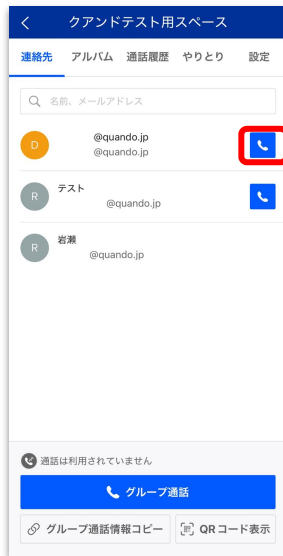 クアンドテスト用スペース
連絡先 アルバム 通話履歴 やりとり 設定
名前、メールアドレス
D
@quando.jp
@quando.jp
R
テスト
@quando.jp
R
岩瀬
@quando.jp
通話は利用されていません
グループ通話
グループ通話情報コピー QRコード表示